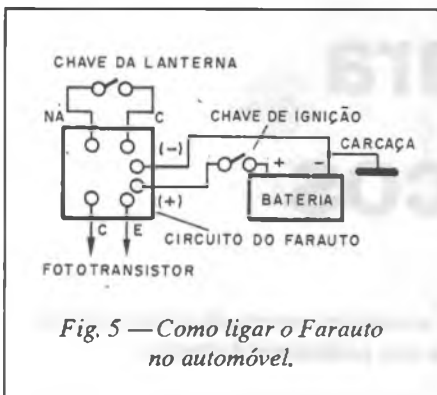 CHAVE DA LANTERNA
NA C
CHAVE DE IGNIÇÃO
(-)
CARCAÇA
+ -
(+)
BATERIA
C E
CIRCUITO DO FARAUTO
FOTOTRANSISTOR
Fig. 5 — Como ligar o Farauto
no automóvel.